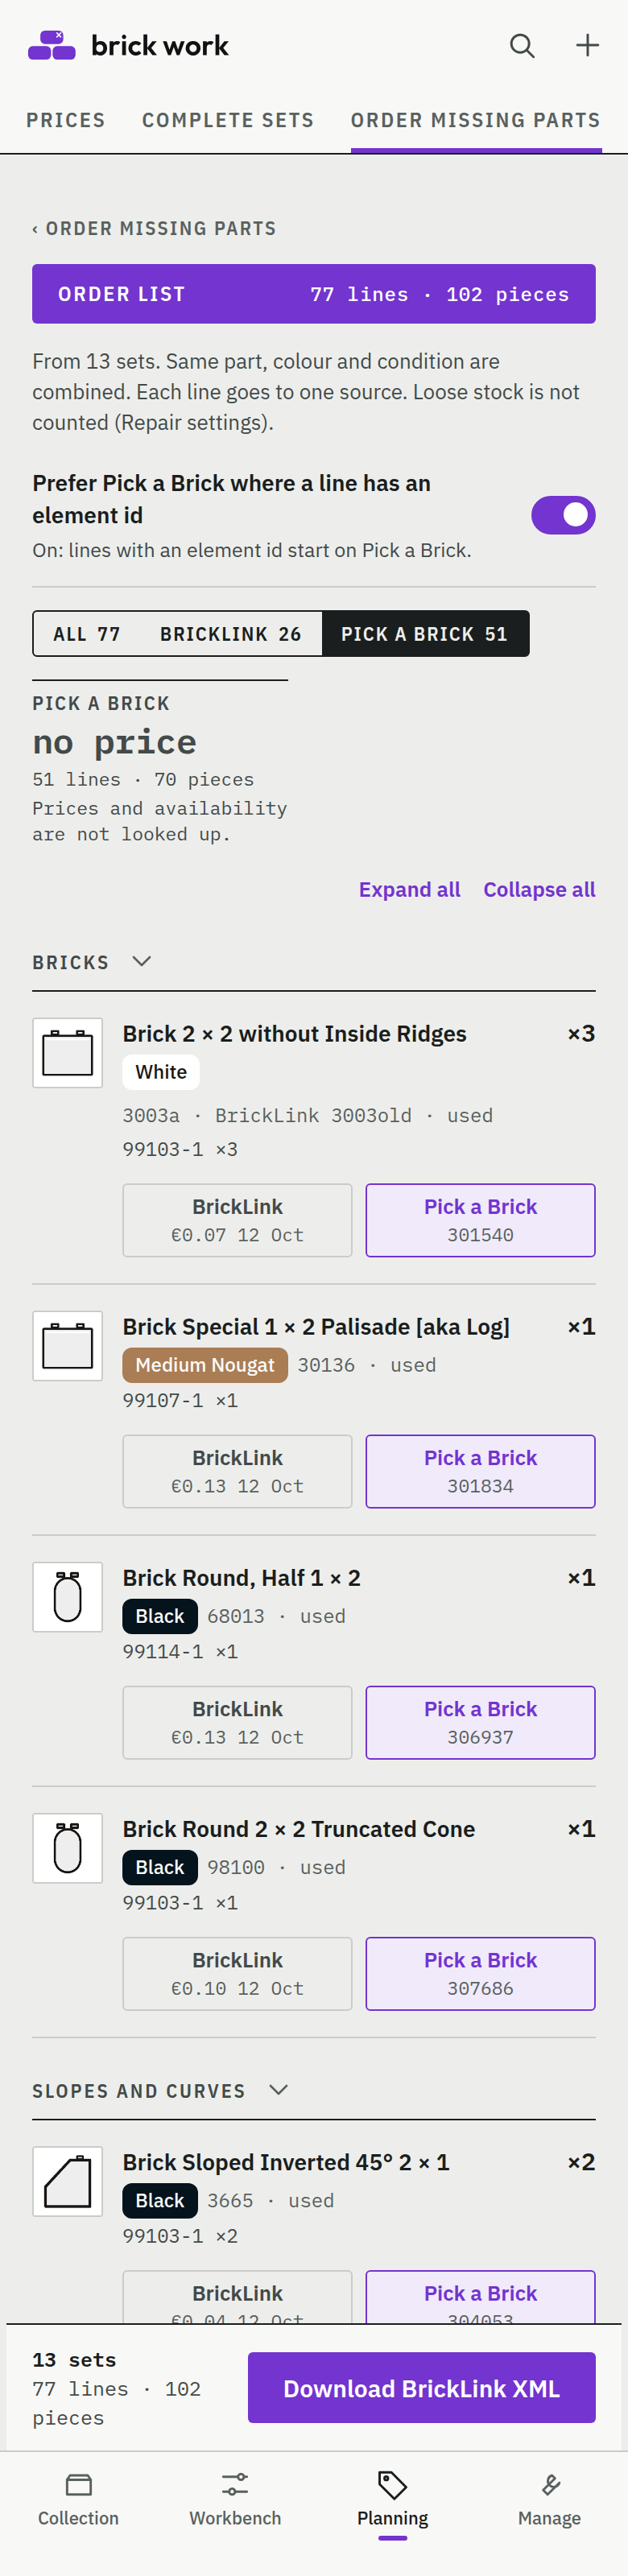 brick work
PRICES COMPLETE SETS ORDER MISSING PARTS
‹ ORDER MISSING PARTS
ORDER LIST 77 lines · 102 pieces
From 13 sets. Same part, colour and condition are
combined. Each line goes to one source. Loose stock is not
counted (Repair settings).
Prefer Pick a Brick where a line has an
element id
On: lines with an element id start on Pick a Brick.
ALL 77 BRICKLINK 26 PICK A BRICK 51
PICK A BRICK
no price
51 lines · 70 pieces
Prices and availability
are not looked up.
Expand all Collapse all
BRICKS
Brick 2 × 2 without Inside Ridges ×3
White
3003a · BrickLink 3003old · used
99103-1 ×3
BrickLink Pick a Brick
€0.07 12 Oct 301540
Brick Special 1 × 2 Palisade [aka Log] ×1
Medium Nougat 30136 · used
99107-1 ×1
BrickLink Pick a Brick
€0.13 12 Oct 301834
Brick Round, Half 1 × 2 ×1
Black 68013 · used
99114-1 ×1
BrickLink Pick a Brick
€0.13 12 Oct 306937
Brick Round 2 × 2 Truncated Cone ×1
Black 98100 · used
99103-1 ×1
BrickLink Pick a Brick
€0.10 12 Oct 307686
SLOPES AND CURVES
Brick Sloped Inverted 45° 2 × 1 ×2
Black 3665 · used
99103-1 ×2
BrickLink Pick a Brick
€0.04 12 Oct 304053
13 sets
77 lines · 102
pieces
Download BrickLink XML
Collection Workbench Planning Manage